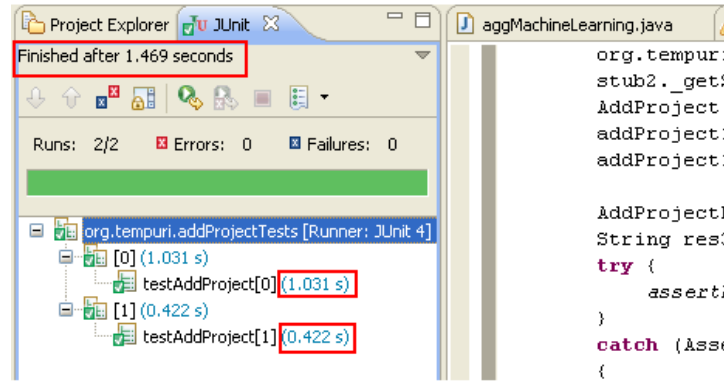 Project Explorer JUnit
Finished after 1.469 seconds
Runs: 2/2 Errors: 0 Failures: 0
org.tempuri.addProjectTests [Runner: JUnit 4]
[0] (1.031 s)
testAddProject[0] (1.031 s)
[1] (0.422 s)
testAddProject[1] (0.422 s)
aggMachineLearning.java
org.tempuri
stub2._get
AddProject
addProject
addProject
AddProject
String res
try {
assert
}
catch (Asse
{